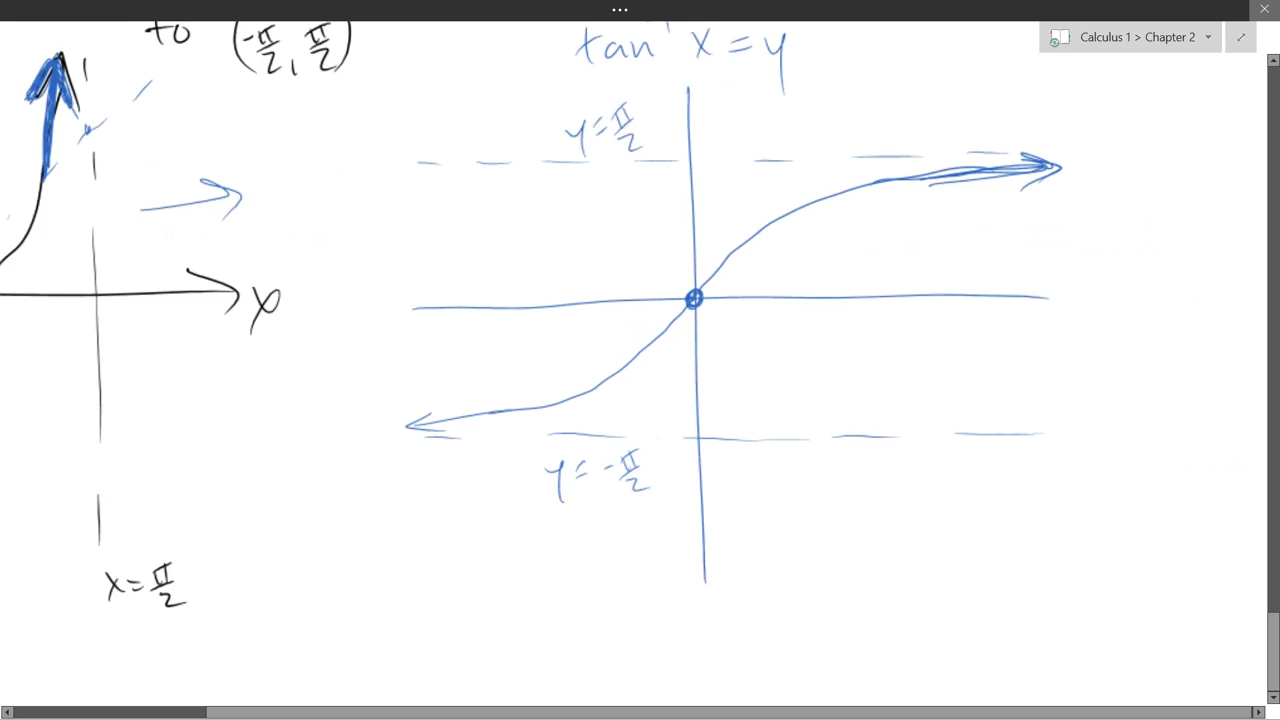 Calculus 1 > Chapter 2
to (-π/2, π/2)
tan⁻¹ x = y
y = π/2
x
y = -π/2
x = π/2